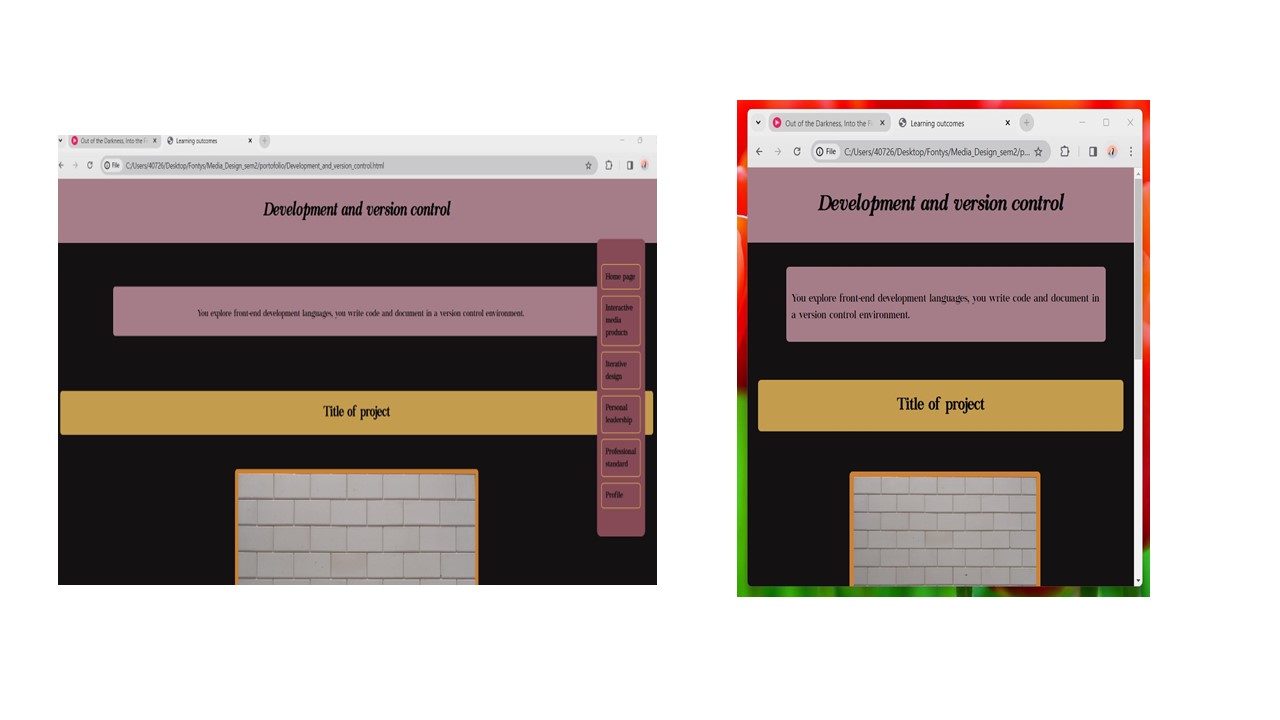 Out of the Darkness, Into the F
Learning outcomes
File
C:/Users/40726/Desktop/Fontys/Media_Design_sem2/portofolio/Development_and_version_control.html
Development and version control
You explore front-end development languages, you write code and document in a version control environment.
Title of project
Home page
Interactive
media
products
Iterative
design
Personal
leadership
Professional
standard
Profile
Out of the Darkness, Into the Fl
Learning outcomes
File
C:/Users/40726/Desktop/Fontys/Media_Design_sem2/p...
Development and version control
You explore front-end development languages, you write code and document in
a version control environment.
Title of project